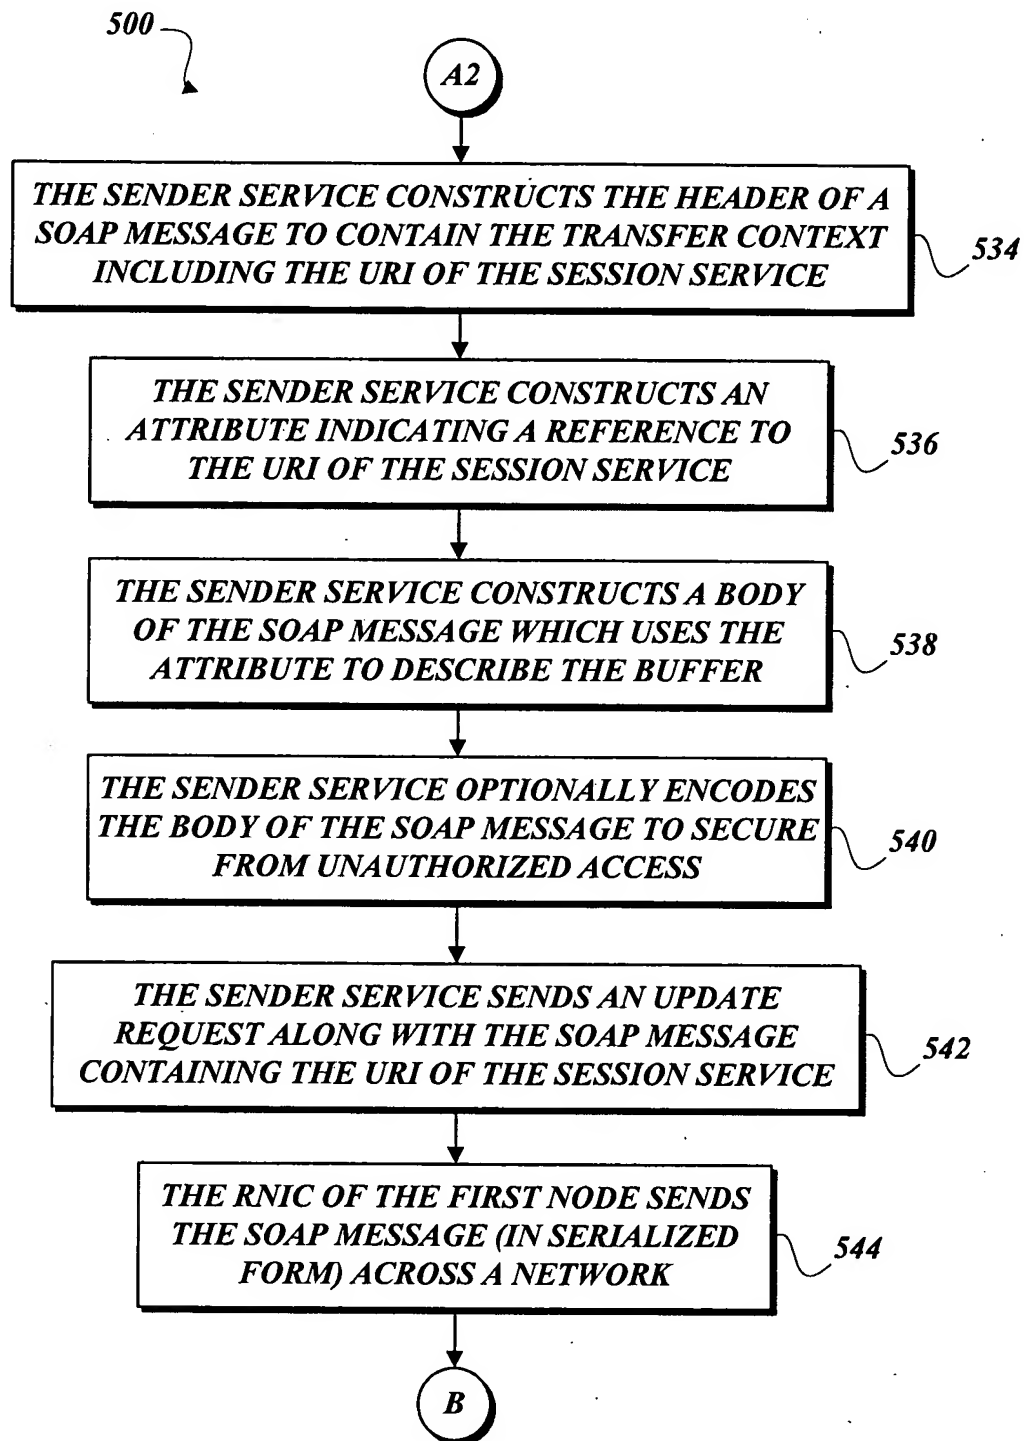 500
A2
THE SENDER SERVICE CONSTRUCTS THE HEADER OF A
SOAP MESSAGE TO CONTAIN THE TRANSFER CONTEXT
INCLUDING THE URI OF THE SESSION SERVICE
534
THE SENDER SERVICE CONSTRUCTS AN
ATTRIBUTE INDICATING A REFERENCE TO
THE URI OF THE SESSION SERVICE
536
THE SENDER SERVICE CONSTRUCTS A BODY
OF THE SOAP MESSAGE WHICH USES THE
ATTRIBUTE TO DESCRIBE THE BUFFER
538
THE SENDER SERVICE OPTIONALLY ENCODES
THE BODY OF THE SOAP MESSAGE TO SECURE
FROM UNAUTHORIZED ACCESS
540
THE SENDER SERVICE SENDS AN UPDATE
REQUEST ALONG WITH THE SOAP MESSAGE
CONTAINING THE URI OF THE SESSION SERVICE
542
THE RNIC OF THE FIRST NODE SENDS
THE SOAP MESSAGE (IN SERIALIZED
FORM) ACROSS A NETWORK
544
B